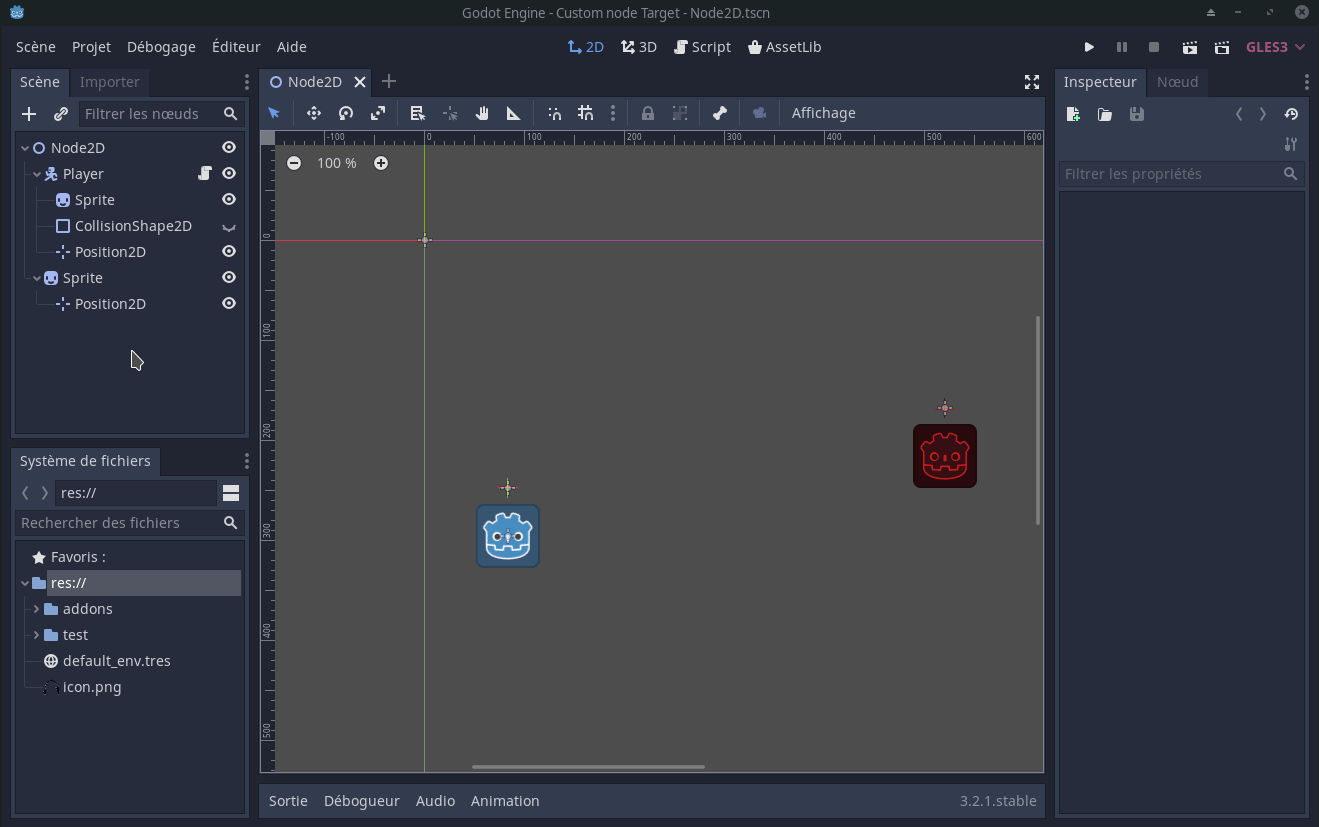 Godot Engine - Custom node Target - Node2D.tscn
Scène Projet Débogage Éditeur Aide
2D 3D Script AssetLib
GLES3
Scène Importer
Filtrer les nœuds
Node2D
Player
Sprite
CollisionShape2D
Position2D
Sprite
Position2D
Système de fichiers
res://
Rechercher des fichiers
Favoris :
res://
addons
test
default_env.tres
icon.png
Node2D
Affichage
-100 0 100 200 300 400 500 600
100 %
0
100
200
300
400
500
Sortie Débogueur Audio Animation
3.2.1.stable
Inspecteur Nœud
Filtrer les propriétés